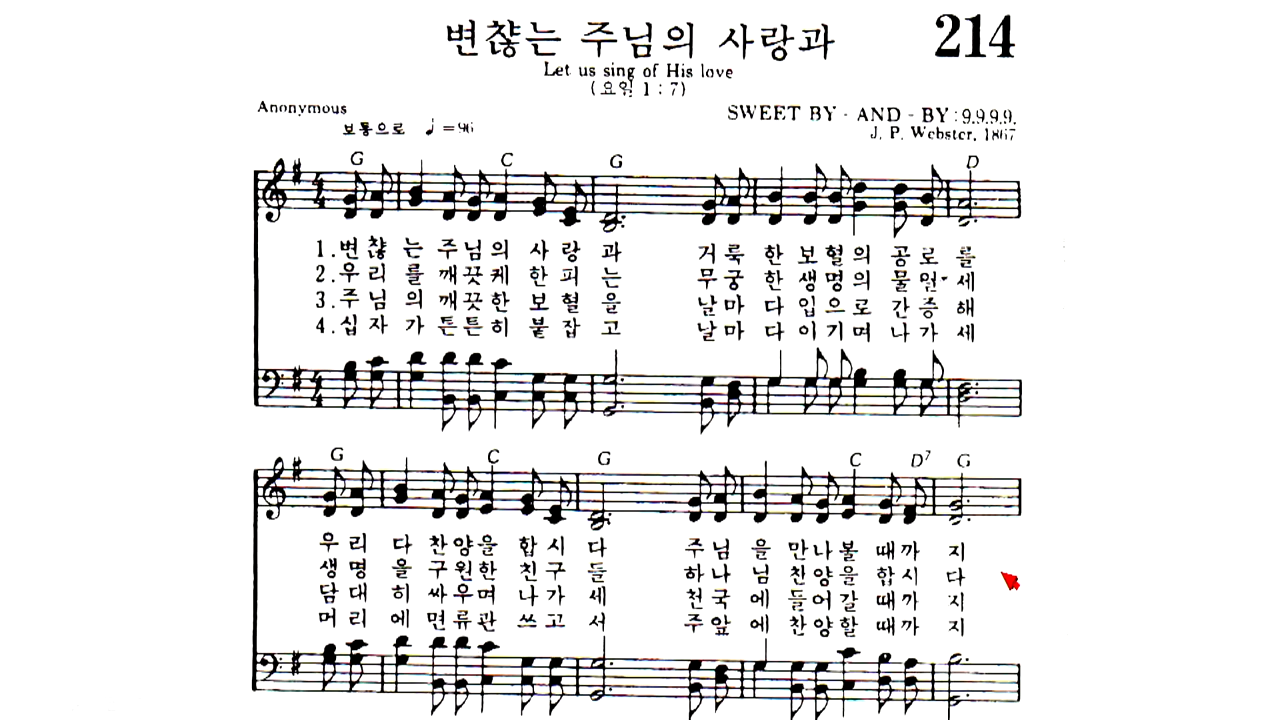 변찮는 주님의 사랑과 214
Let us sing of His love
(요일 1 : 7)
Anonymous
SWEET BY - AND - BY : 9.9.9.9.
보통으로 ♩ = 96
J. P. Webster, 1867
G C G D
1. 변찮는 주님의 사랑과 거룩한 보혈의 공로를
2. 우리를 깨끗케 한 피는 무궁한 생명의 물일세
3. 주님의 깨끗한 보혈을 날마다 입으로 간증해
4. 십자가 튼튼히 붙잡고 날마다 이기며 나가세
G C G C D7 G
우리 다 찬양을 합시다 주님을 만나볼 때까지
생명을 구원한 친구들 하나님 찬양을 합시다
담대히 싸우며 나가세 천국에 들어갈 때까지
머리에 면류관 쓰고서 주앞에 찬양할 때까지